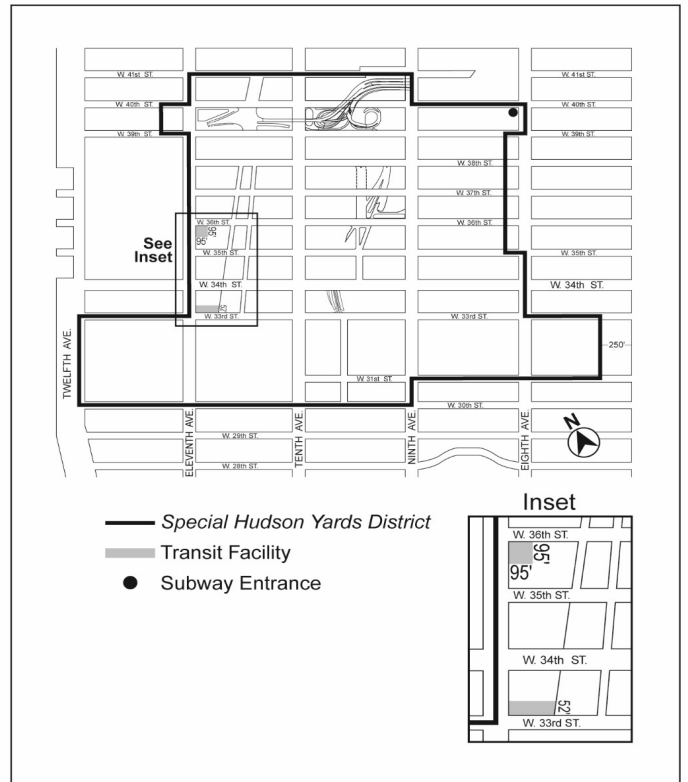 W. 41st ST.
W. 41st ST.
W. 40th ST.
W. 40th ST.
W. 39th ST.
W. 39th ST.
W. 38th ST.
W. 37th ST.
W. 36th ST.
W. 36th ST.
95'
95'
See
Inset
W. 35th ST.
W. 35th ST.
W. 34th ST.
W. 34th ST.
52'
W. 33rd ST.
W. 33rd ST.
250'
TWELFTH AVE.
W. 31st ST.
W. 30th ST.
ELEVENTH AVE.
TENTH AVE.
NINTH AVE.
EIGHTH AVE.
N
W. 29th ST.
W. 28th ST.
Special Hudson Yards District
Transit Facility
Subway Entrance
Inset
W. 36th ST.
95'
95'
W. 35th ST.
W. 34th ST.
52'
W. 33rd ST.